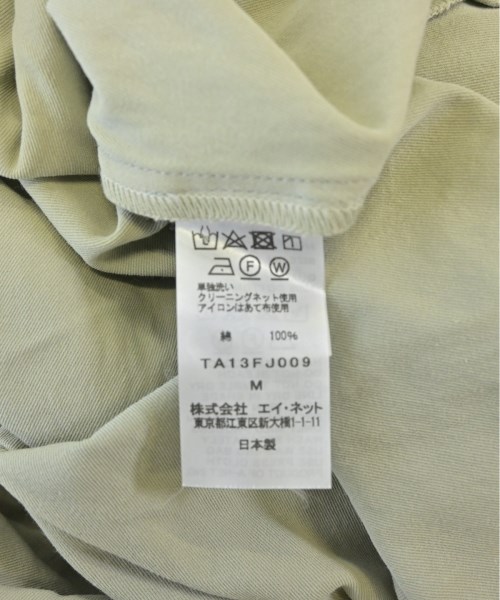 F W
単独洗い
クリーニングネット使用
アイロンはあて布使用
綿 100%
TA13FJ009
M
株式会社 エイ・ネット
東京都江東区新大橋1-1-11
日本製